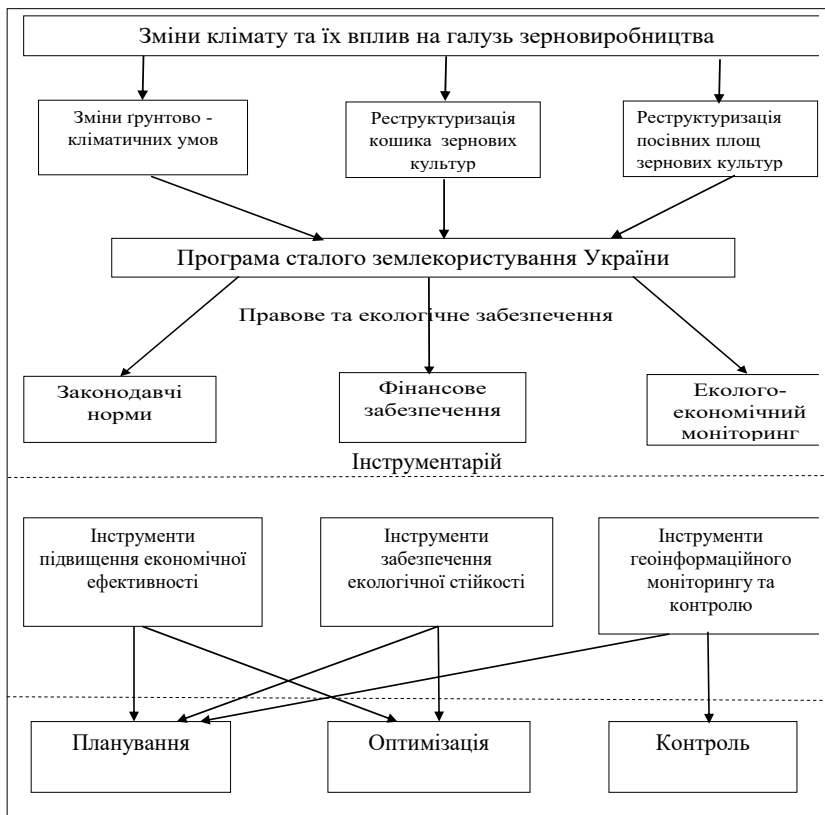 Зміни клімату та їх вплив на галузь зерновиробництва
Зміни ґрунтово -
кліматичних умов
Реструктуризація
кошика зернових
культур
Реструктуризація
посівних площ
зернових культур
Програма сталого землекористування України
Правове та екологічне забезпечення
Законодавчі
норми
Фінансове
забезпечення
Еколого-
економічний
моніторинг
Інструментарій
Інструменти
підвищення економічної
ефективності
Інструменти
забезпечення
екологічної стійкості
Інструменти
геоінформаційного
моніторингу та
контролю
Планування
Оптимізація
Контроль